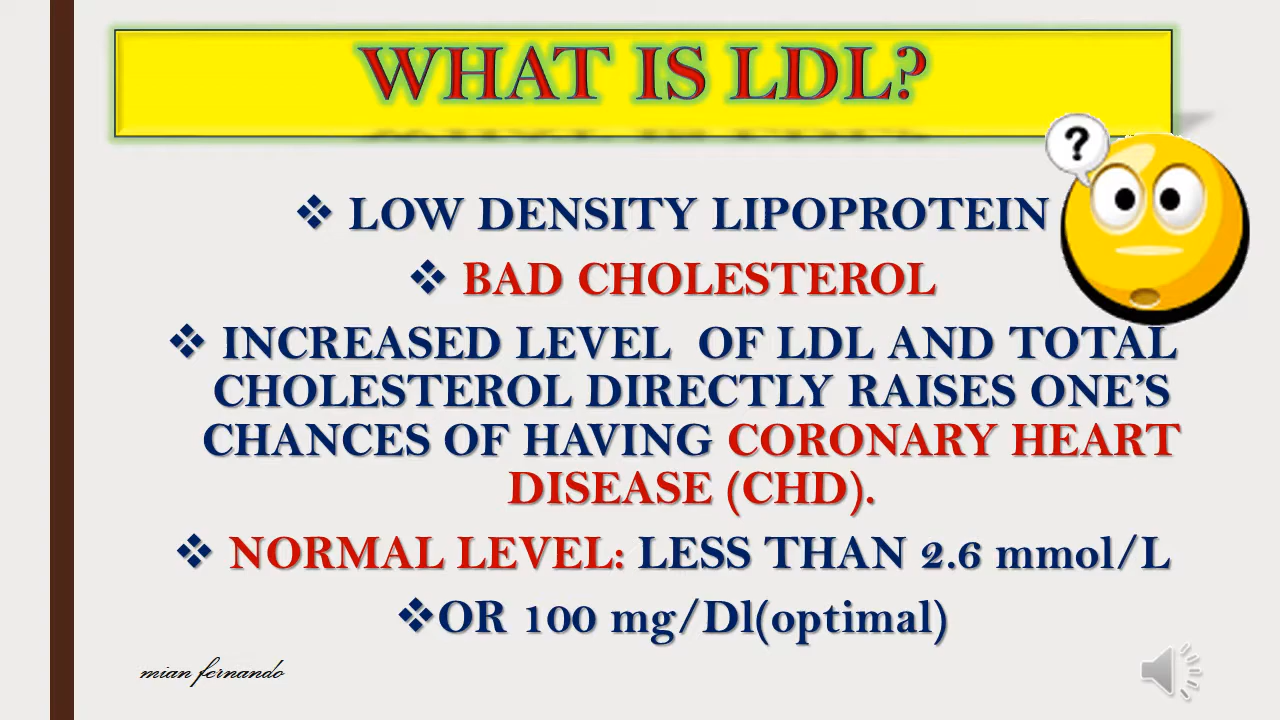 WHAT IS LDL?
?
❖ LOW DENSITY LIPOPROTEIN
❖ BAD CHOLESTEROL
❖ INCREASED LEVEL OF LDL AND TOTAL
CHOLESTEROL DIRECTLY RAISES ONE’S
CHANCES OF HAVING CORONARY HEART
DISEASE (CHD).
❖ NORMAL LEVEL: LESS THAN 2.6 mmol/L
❖OR 100 mg/Dl(optimal)
mian fernando